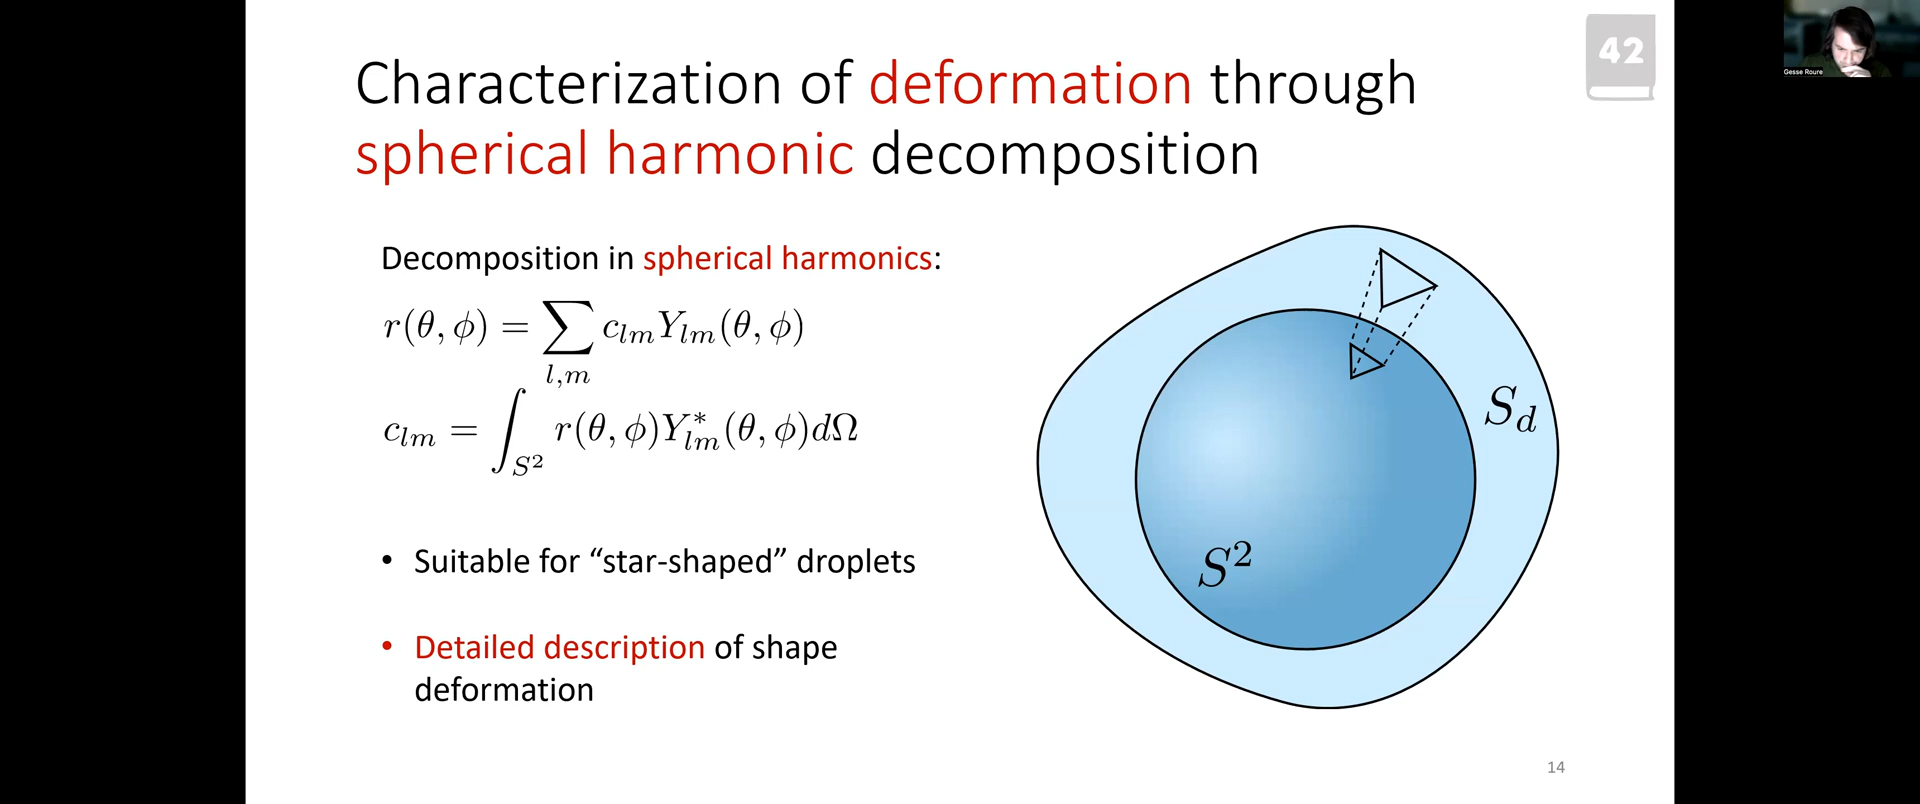 42
Gesse Roure
Characterization of deformation through
spherical harmonic decomposition
Decomposition in spherical harmonics:
r(θ, ϕ) = ∑_{l,m} c_{lm} Y_{lm}(θ, ϕ)
c_{lm} = ∫_{S^2} r(θ, ϕ) Y^*_{lm}(θ, ϕ) dΩ
• Suitable for “star-shaped” droplets
• Detailed description of shape
deformation
S_d
S^2
14